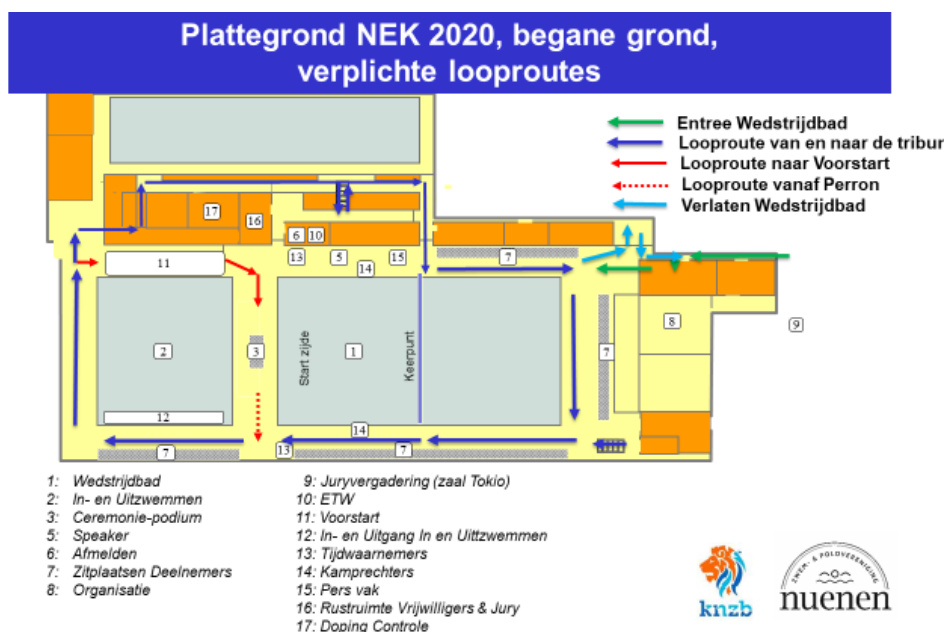 Plattegrond NEK 2020, begane grond,
verplichte looproutes
Entree Wedstrijdbad
Looproute van en naar de tribur
Looproute naar Voorstart
Looproute vanaf Perron
Verlaten Wedstrijdbad
17
16
6
10
13
5
15
14
7
11
2
3
Start zijde
1
Keerpunt
7
8
9
12
14
7
13
7
1: Wedstrijdbad
2: In- en Uitzwemmen
3: Ceremonie-podium
5: Speaker
6: Afmelden
7: Zitplaatsen Deelnemers
8: Organisatie
9: Juryvergadering (zaal Tokio)
10: ETW
11: Voorstart
12: In- en Uitgang In en Uittzwemmen
13: Tijdwaarnemers
14: Kamprechters
15: Pers vak
16: Rustruimte Vrijwilligers & Jury
17: Doping Controle
knzb
ZWEM- & POLOVERENIGING
nuenen